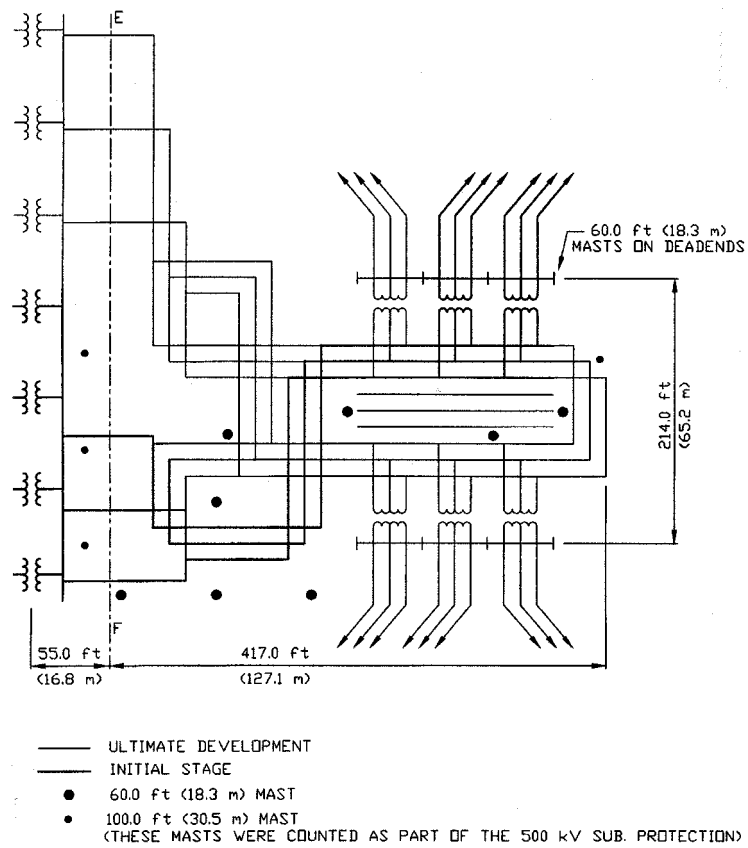 E
60.0 ft (18.3 m)
MASTS ON DEADENDS
214.0 ft
(65.2 m)
F
55.0 ft
(16.8 m)
417.0 ft
(127.1 m)
ULTIMATE DEVELOPMENT
INITIAL STAGE
60.0 ft (18.3 m) MAST
100.0 ft (30.5 m) MAST
(THESE MASTS WERE COUNTED AS PART OF THE 500 kV SUB. PROTECTION)